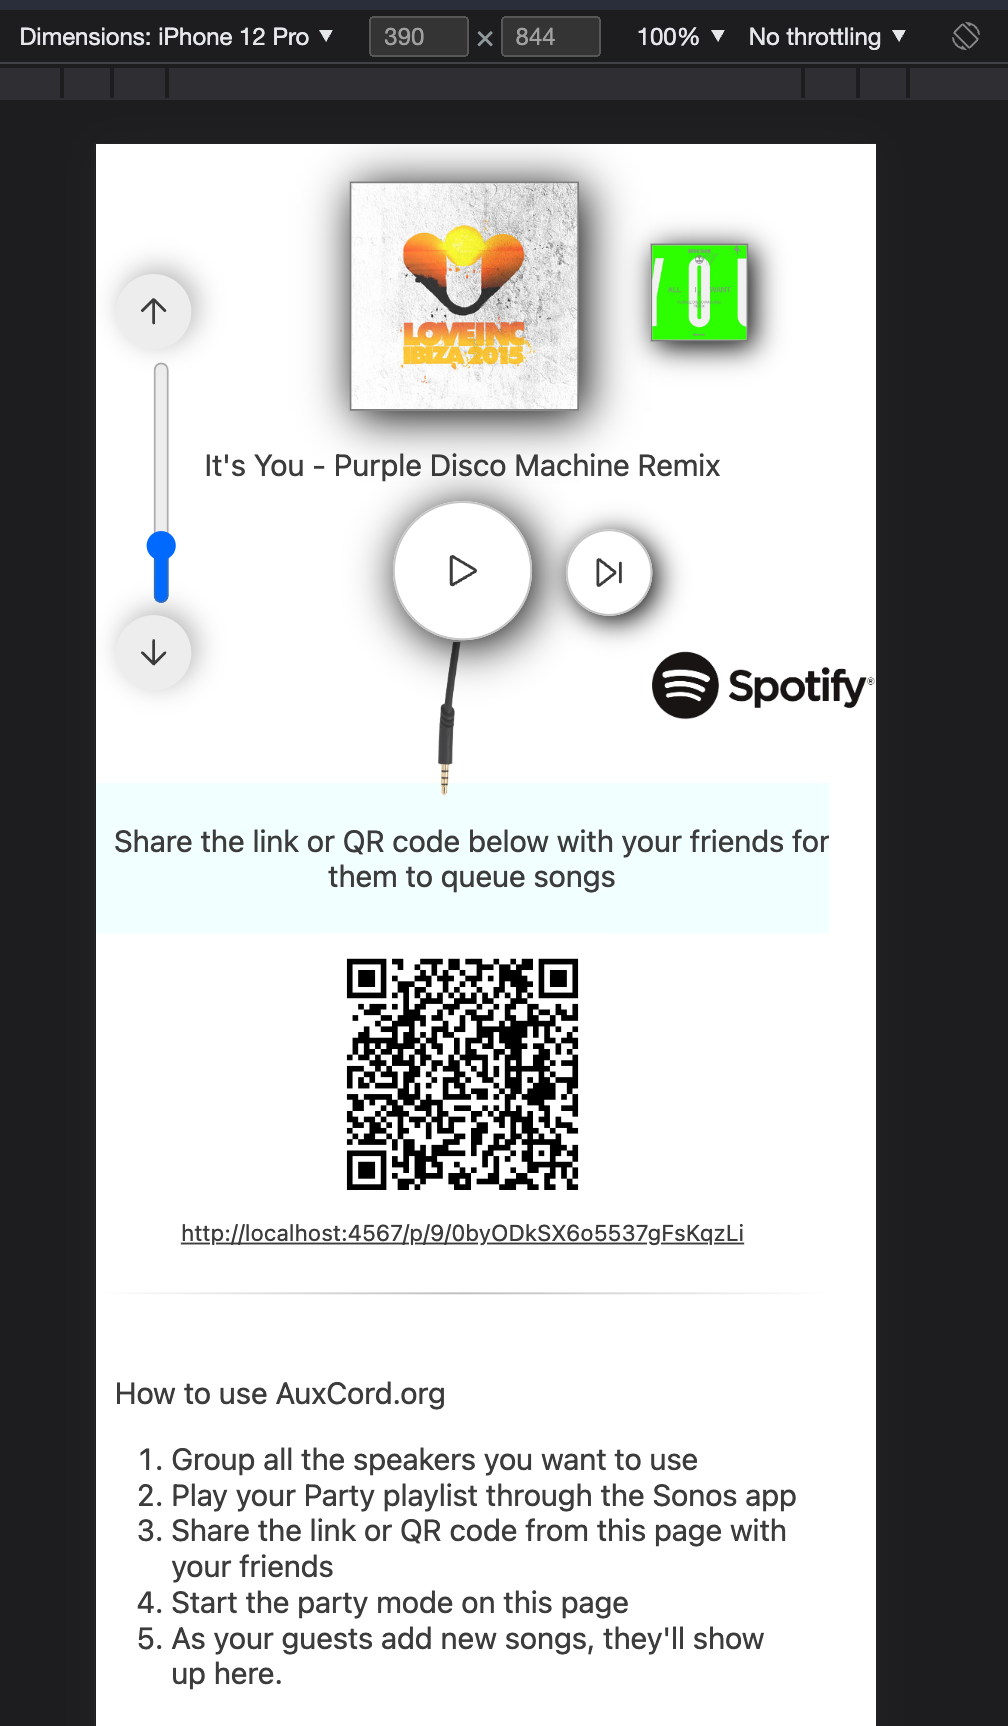 Dimensions: iPhone 12 Pro ▼ 390 × 844 100% ▼ No throttling ▼
LOVEINC
IBIZA 2015
YOU
ALL I WANT
It's You - Purple Disco Machine Remix
Spotify®
Share the link or QR code below with your friends for
them to queue songs
http://localhost:4567/p/9/0byODkSX6o5537gFsKqzLi
How to use AuxCord.org
1. Group all the speakers you want to use
2. Play your Party playlist through the Sonos app
3. Share the link or QR code from this page with
your friends
4. Start the party mode on this page
5. As your guests add new songs, they'll show
up here.